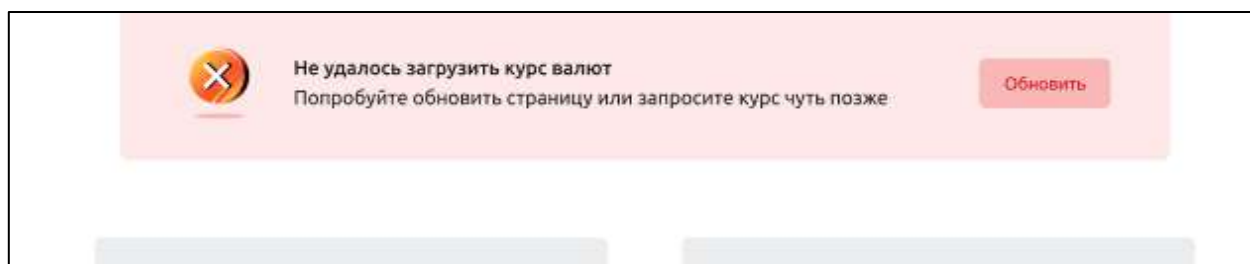 Не удалось загрузить курс валют
Попробуйте обновить страницу или запросите курс чуть позже
Обновить